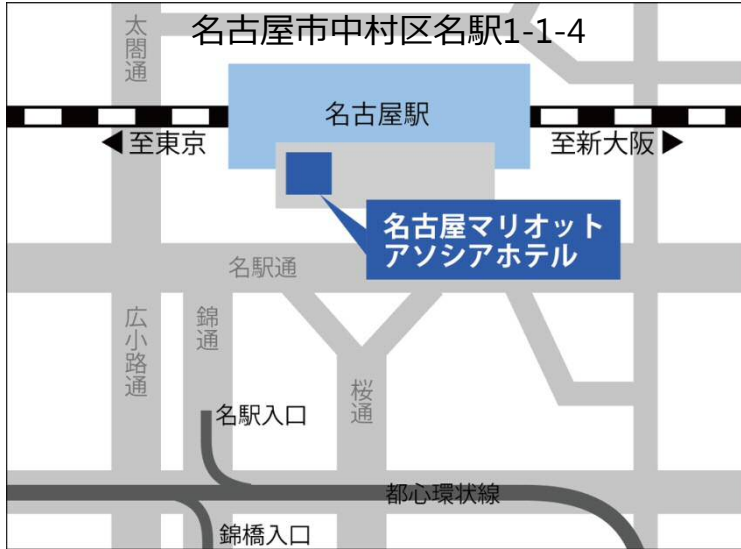 名古屋市中村区名駅1-1-4
太閤通
名古屋駅
◀至東京
至新大阪▶
名古屋マリオット
アソシアホテル
名駅通
広小路通
錦通
桜通
名駅入口
都心環状線
錦橋入口